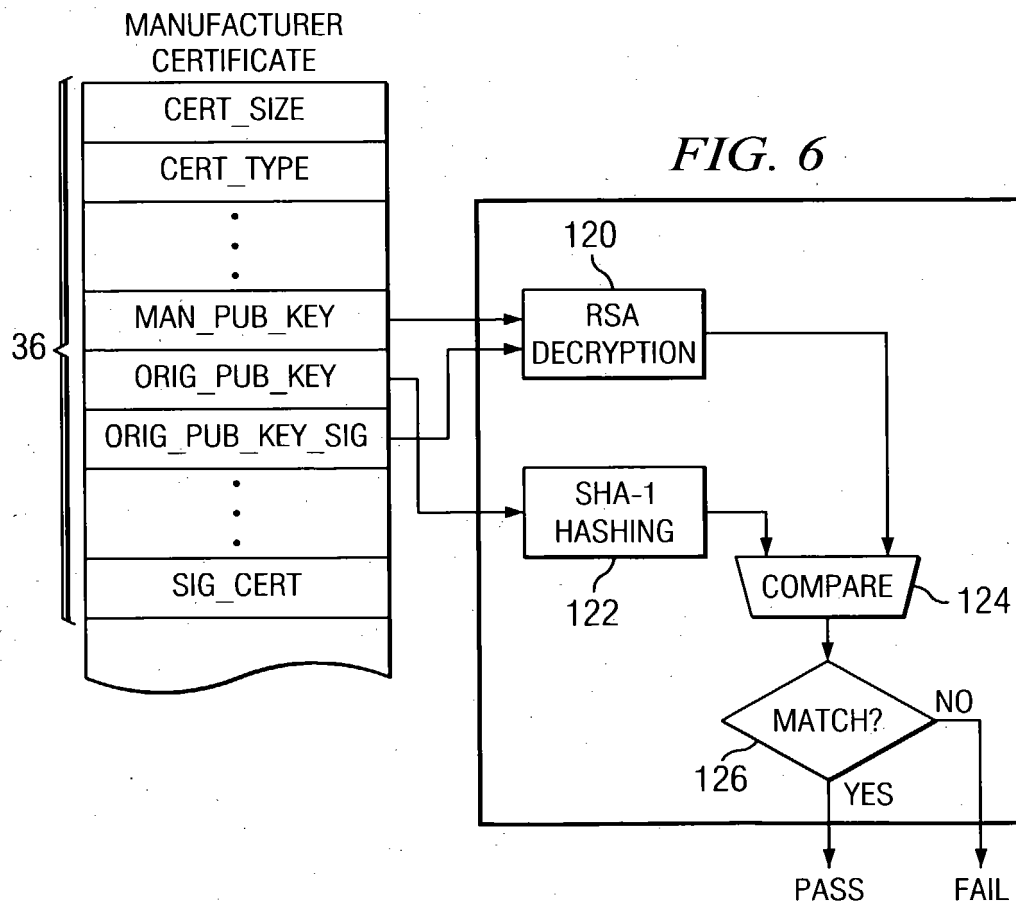 MANUFACTURER
CERTIFICATE
CERT_SIZE
CERT_TYPE
MAN_PUB_KEY
ORIG_PUB_KEY
ORIG_PUB_KEY_SIG
SIG_CERT
36
FIG. 6
120
RSA
DECRYPTION
SHA-1
HASHING
122
COMPARE
124
MATCH?
126
NO
YES
PASS
FAIL